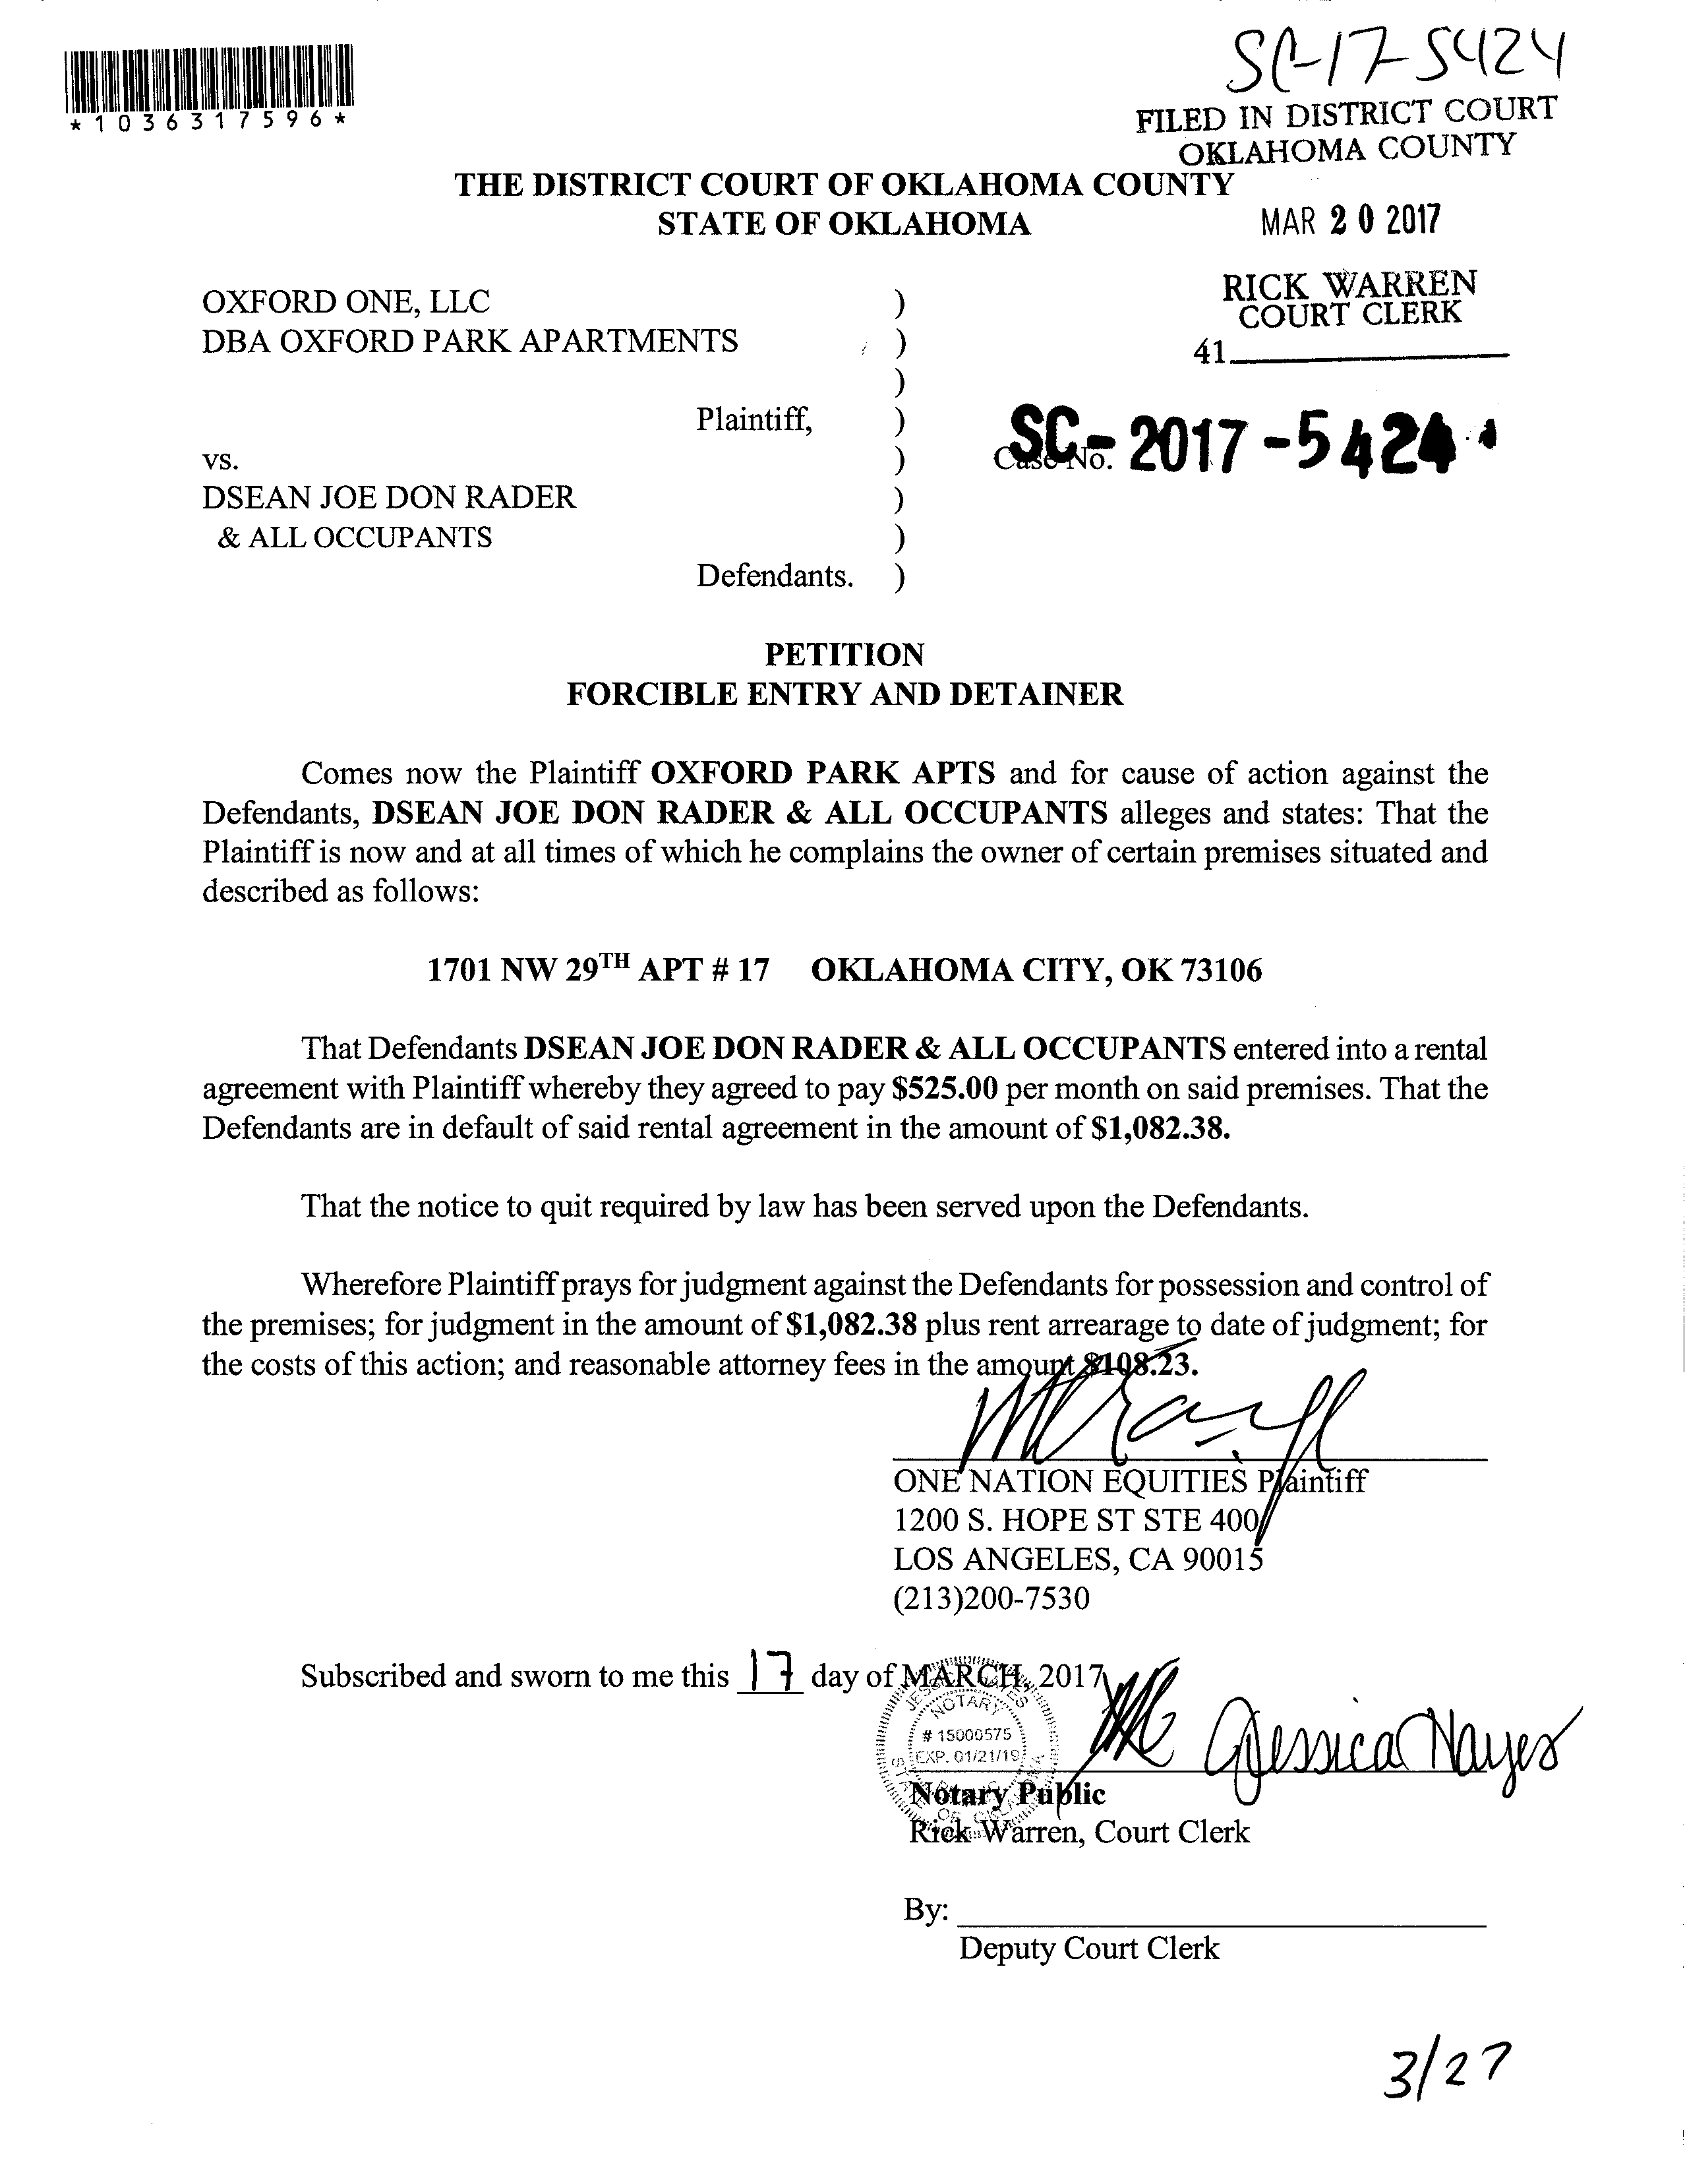 SC-17-5424
*1036317596*
FILED IN DISTRICT COURT
OKLAHOMA COUNTY
THE DISTRICT COURT OF OKLAHOMA COUNTY
STATE OF OKLAHOMA
MAR 20 2017
RICK WARREN
COURT CLERK
41
OXFORD ONE, LLC )
DBA OXFORD PARK APARTMENTS )
)
Plaintiff, )
Case No. SC-2017-5424
vs. )
DSEAN JOE DON RADER )
& ALL OCCUPANTS )
Defendants. )
PETITION
FORCIBLE ENTRY AND DETAINER
Comes now the Plaintiff OXFORD PARK APTS and for cause of action against the
Defendants, DSEAN JOE DON RADER & ALL OCCUPANTS alleges and states: That the
Plaintiff is now and at all times of which he complains the owner of certain premises situated and
described as follows:
1701 NW 29TH APT # 17 OKLAHOMA CITY, OK 73106
That Defendants DSEAN JOE DON RADER & ALL OCCUPANTS entered into a rental
agreement with Plaintiff whereby they agreed to pay $525.00 per month on said premises. That the
Defendants are in default of said rental agreement in the amount of $1,082.38.
That the notice to quit required by law has been served upon the Defendants.
Wherefore Plaintiff prays for judgment against the Defendants for possession and control of
the premises; for judgment in the amount of $1,082.38 plus rent arrearage to date of judgment; for
the costs of this action; and reasonable attorney fees in the amount $108.23.
ONE NATION EQUITIES Plaintiff
1200 S. HOPE ST STE 400
LOS ANGELES, CA 90015
(213)200-7530
Subscribed and sworn to me this 17 day of MARCH, 2017
JESSICA HAYES
NOTARY
# 15000575
EXP. 01/21/19
STATE OF OKLAHOMA
Jessica Hayes
Notary Public
Rick Warren, Court Clerk
By:
Deputy Court Clerk
3/27